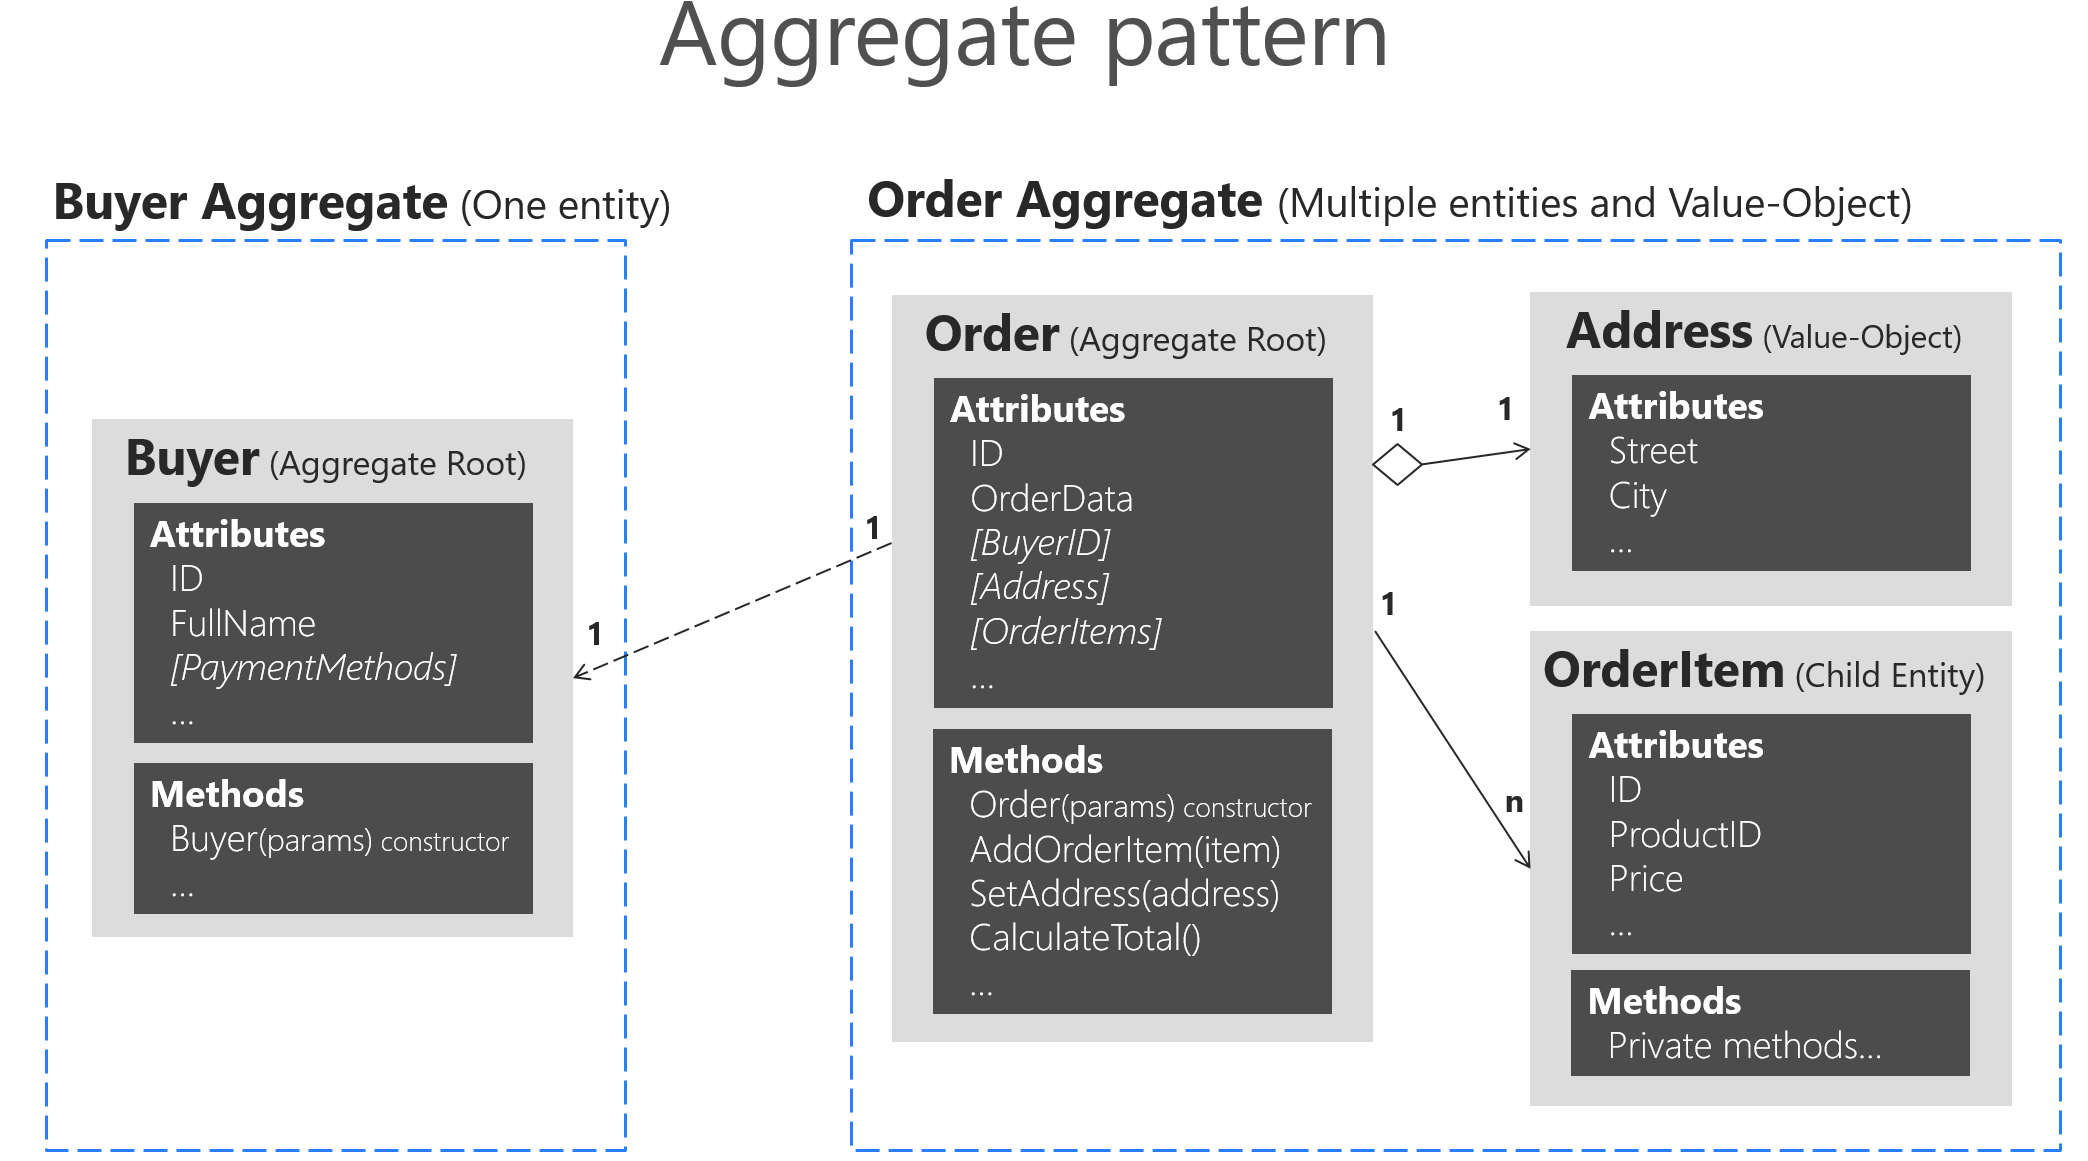 Aggregate pattern
Buyer Aggregate (One entity)
Buyer (Aggregate Root)
Attributes
ID
FullName
[PaymentMethods]
...
Methods
Buyer(params) constructor
...
1
1
Order Aggregate (Multiple entities and Value-Object)
Order (Aggregate Root)
Attributes
ID
OrderData
[BuyerID]
[Address]
[OrderItems]
...
Methods
Order(params) constructor
AddOrderItem(item)
SetAddress(address)
CalculateTotal()
...
1
1
1
n
Address (Value-Object)
Attributes
Street
City
...
OrderItem (Child Entity)
Attributes
ID
ProductID
Price
...
Methods
Private methods...